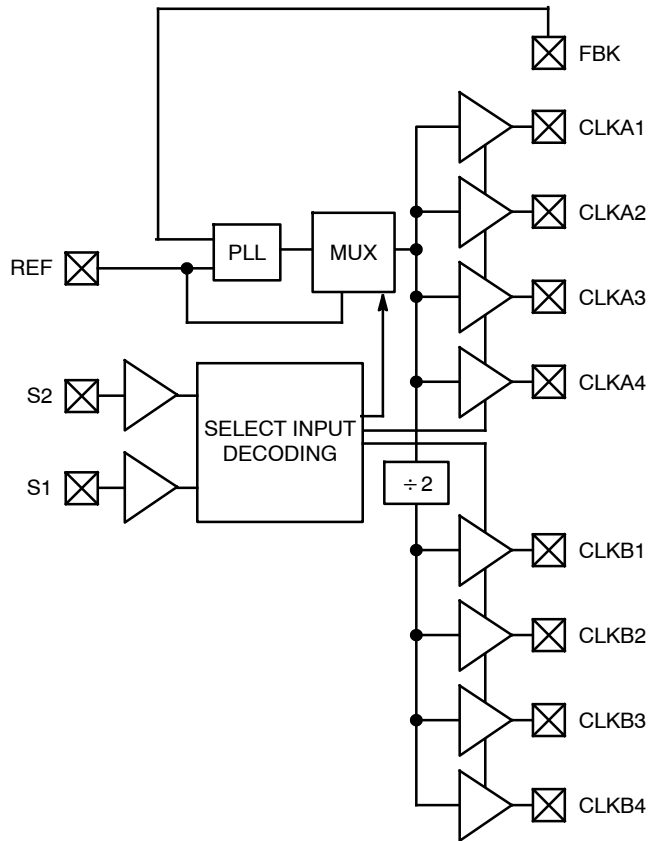 FBK
CLKA1
CLKA2
PLL
MUX
REF
CLKA3
CLKA4
S2
SELECT INPUT
DECODING
S1
÷ 2
CLKB1
CLKB2
CLKB3
CLKB4